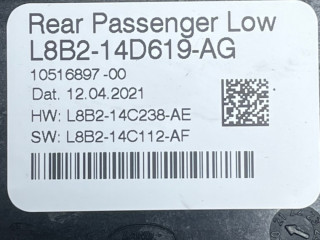 Rear Passenger Low
L8B2-14D619-AG
10516897-00
Dat. 12.04.2021
HW: L8B2-14C238-AE
SW: L8B2-14C112-AF